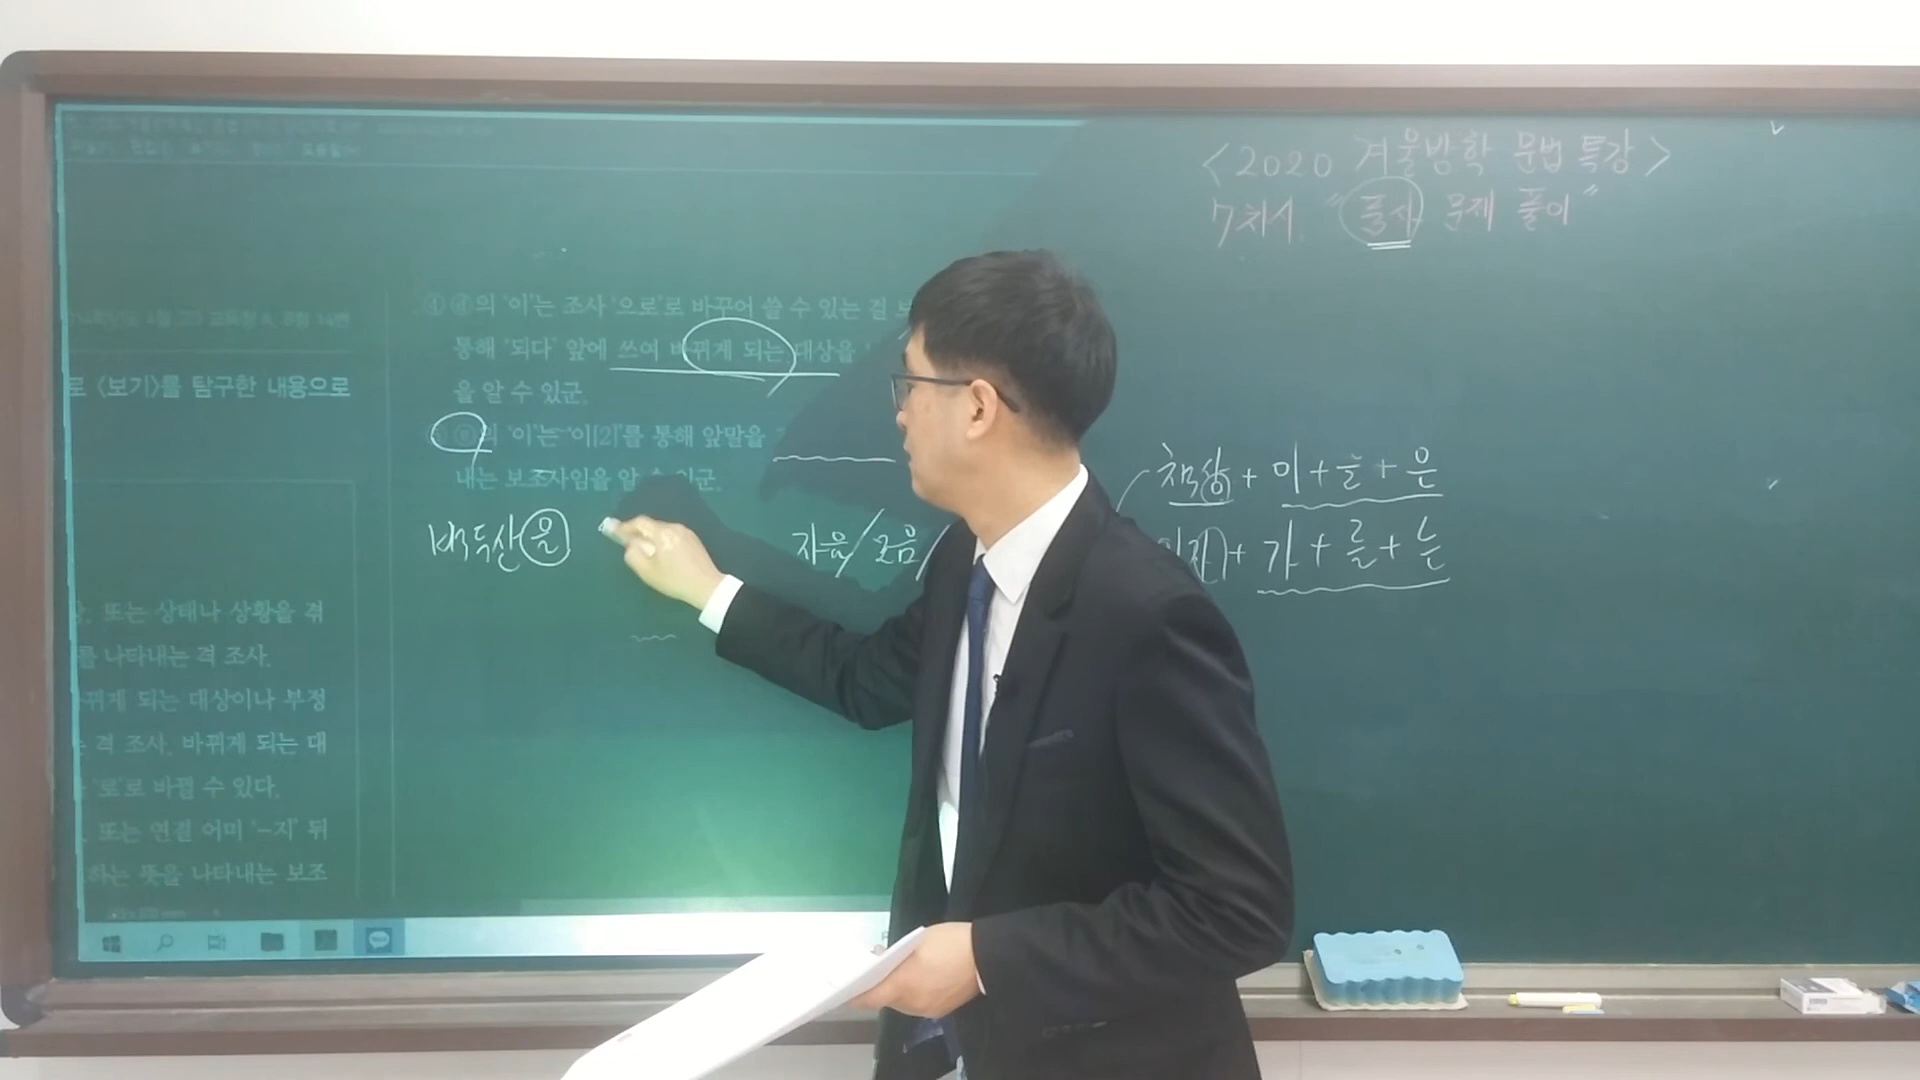 <2020 겨울방학 문법 특강>
7차시. "품사 문제 풀이"
④ ⓓ의 '이'는 조사 '으로'로 바꾸어 쓸 수 있는 걸
통해 '되다' 앞에 쓰여 바뀌게 되는 대상을
을 알 수 있군.
ⓔ의 '이'는 '이[2]'를 통해 앞말을
내는 보조사임을 알 수 있군.
백두산을
자음/모음/
책상 + 이 + 을 + 은
의자 + 가 + 를 + 는
로 <보기>를 탐구한 내용으로
또는 상태나 상황을 겪
를 나타내는 격 조사.
뀌게 되는 대상이나 부정
격 조사. 바뀌게 되는 대
'로'로 바뀔 수 있다.
또는 연결 어미 '-지' 뒤
하는 뜻을 나타내는 보조